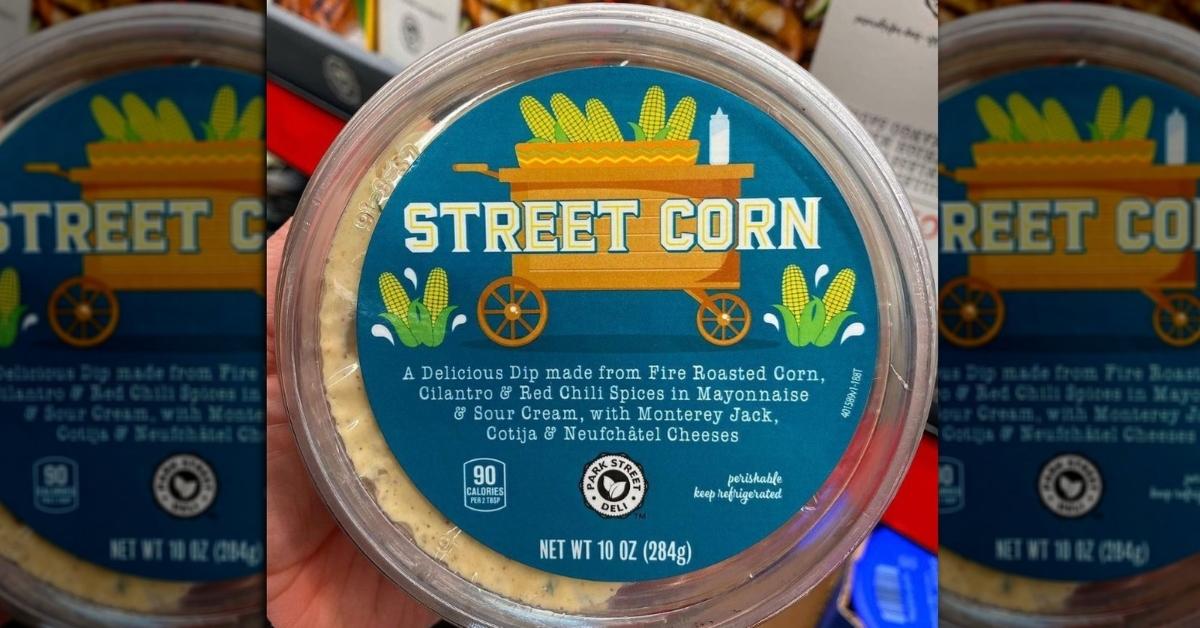 STREET CORN
A Delicious Dip made from Fire Roasted Corn,
Cilantro & Red Chili Spices in Mayonnaise
& Sour Cream, with Monterey Jack,
Cotija & Neufchâtel Cheeses
90
CALORIES
PER 2 TBSP
PARK STREET
DELI
TM
perishable
keep refrigerated
NET WT 10 OZ (284g)